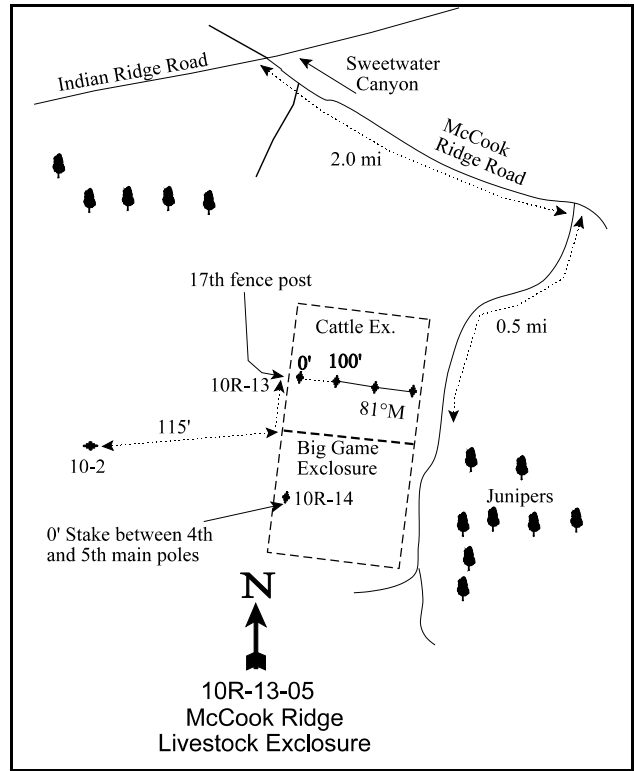 Indian Ridge Road
Sweetwater
Canyon
McCook
Ridge Road
2.0 mi
17th fence post
Cattle Ex.
0.5 mi
0'
100'
10R-13
81°M
115'
10-2
Big Game
Exclosure
10R-14
Junipers
0' Stake between 4th
and 5th main poles
N
10R-13-05
McCook Ridge
Livestock Exclosure